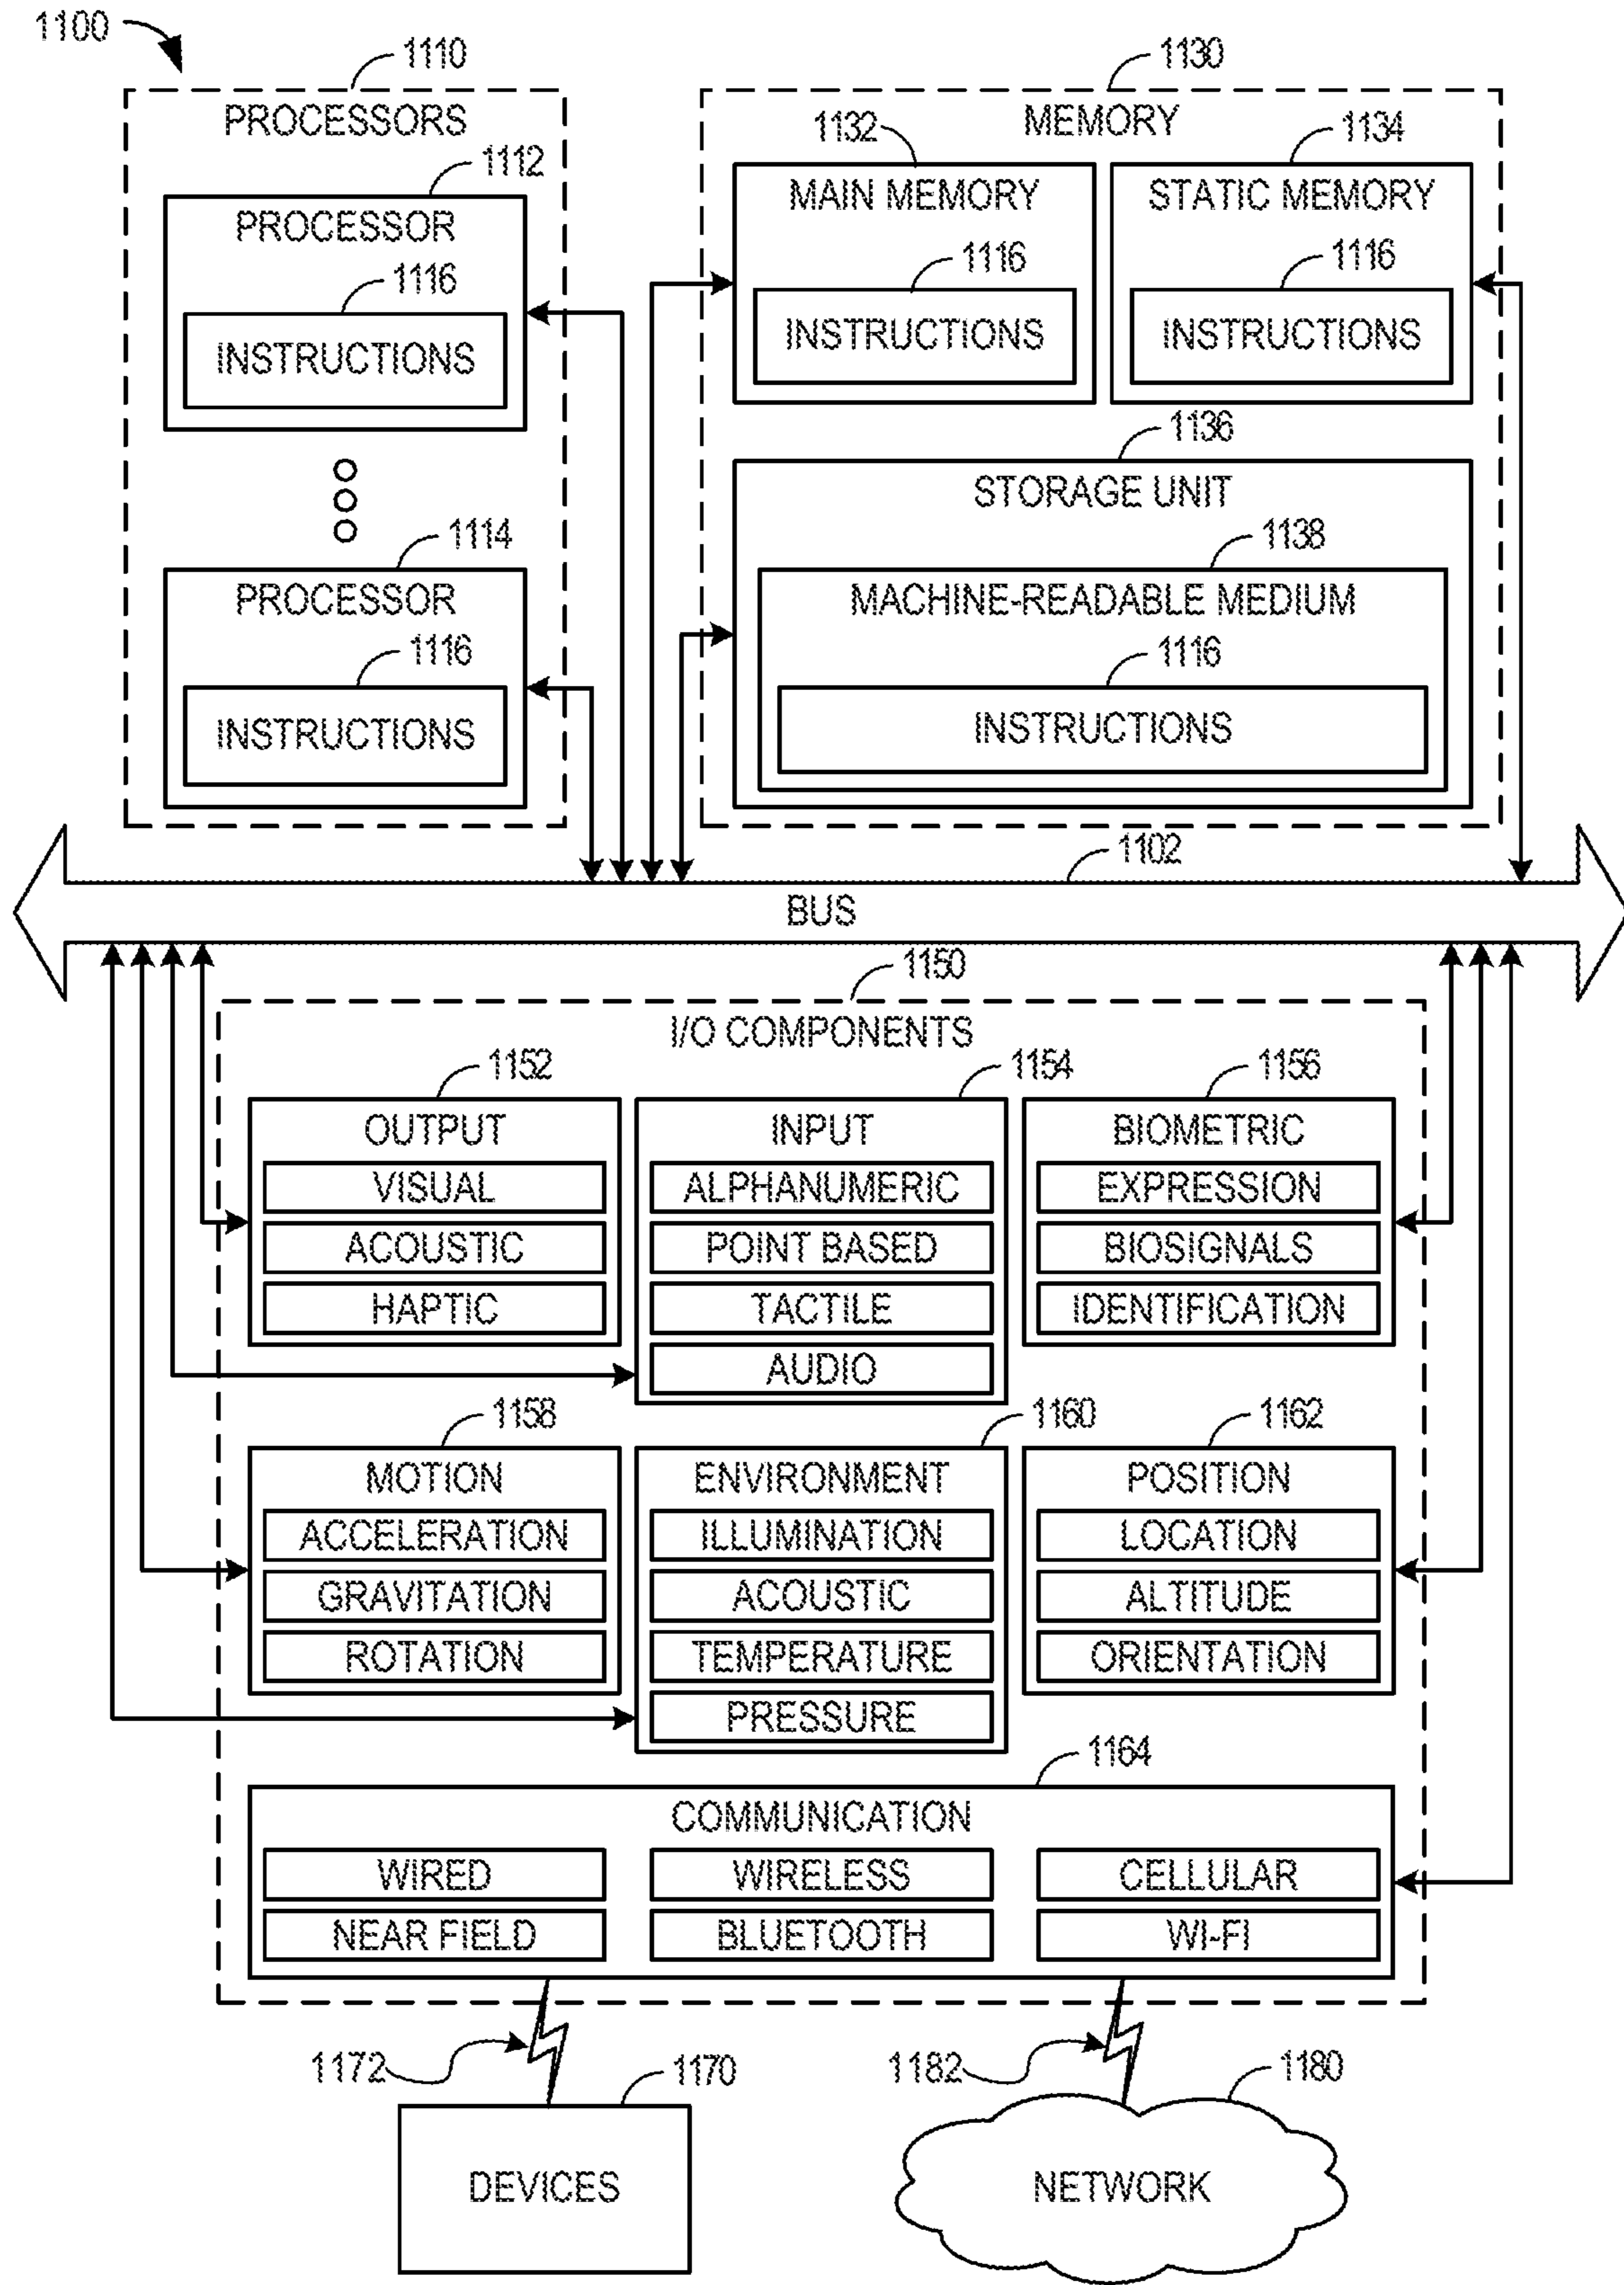 1100
1110
PROCESSORS
1112
PROCESSOR
1116
INSTRUCTIONS
1114
PROCESSOR
1116
INSTRUCTIONS
1130
MEMORY
1132
MAIN MEMORY
1116
INSTRUCTIONS
1134
STATIC MEMORY
1116
INSTRUCTIONS
1136
STORAGE UNIT
1138
MACHINE-READABLE MEDIUM
1116
INSTRUCTIONS
1102
BUS
1150
I/O COMPONENTS
1152
OUTPUT
VISUAL
ACOUSTIC
HAPTIC
1154
INPUT
ALPHANUMERIC
POINT BASED
TACTILE
AUDIO
1156
BIOMETRIC
EXPRESSION
BIOSIGNALS
IDENTIFICATION
1158
MOTION
ACCELERATION
GRAVITATION
ROTATION
1160
ENVIRONMENT
ILLUMINATION
ACOUSTIC
TEMPERATURE
PRESSURE
1162
POSITION
LOCATION
ALTITUDE
ORIENTATION
1164
COMMUNICATION
WIRED
WIRELESS
CELLULAR
NEAR FIELD
BLUETOOTH
WI-FI
1172
1170
DEVICES
1182
1180
NETWORK